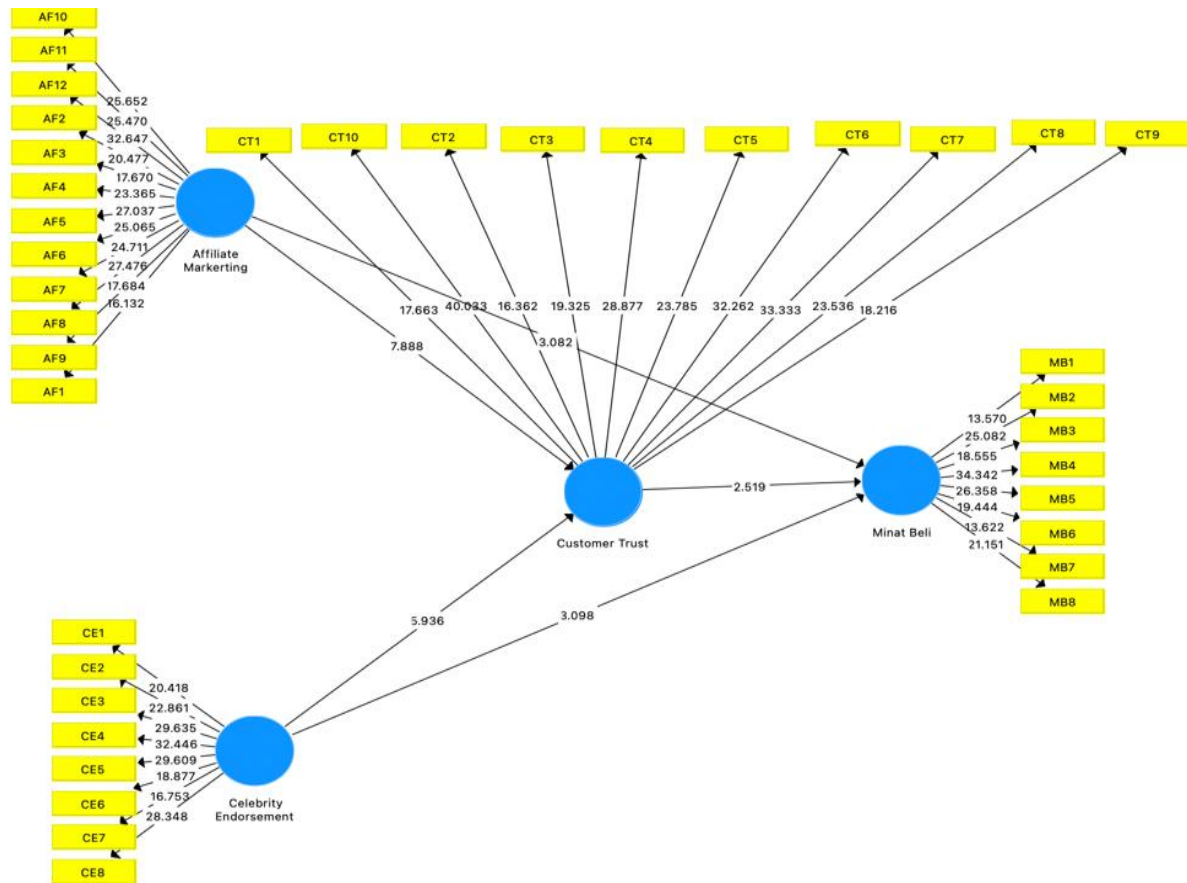 AF10
AF11
AF12
AF2
AF3
AF4
AF5
AF6
AF7
AF8
AF9
AF1
25.652
25.470
32.647
20.477
17.670
23.365
27.037
25.065
24.711
27.476
17.684
16.132
Affiliate
Markerting
CT1
CT10
CT2
CT3
CT4
CT5
CT6
CT7
CT8
CT9
17.663
40.033
16.362
19.325
28.877
23.785
32.262
33.333
23.536
18.216
7.888
3.082
Customer Trust
2.519
Minat Beli
13.570
25.082
18.555
34.342
26.358
19.444
13.622
21.151
MB1
MB2
MB3
MB4
MB5
MB6
MB7
MB8
3.098
CE1
CE2
CE3
CE4
CE5
CE6
CE7
CE8
20.418
22.861
29.635
32.446
29.609
18.877
16.753
28.348
Celebrity
Endorsement